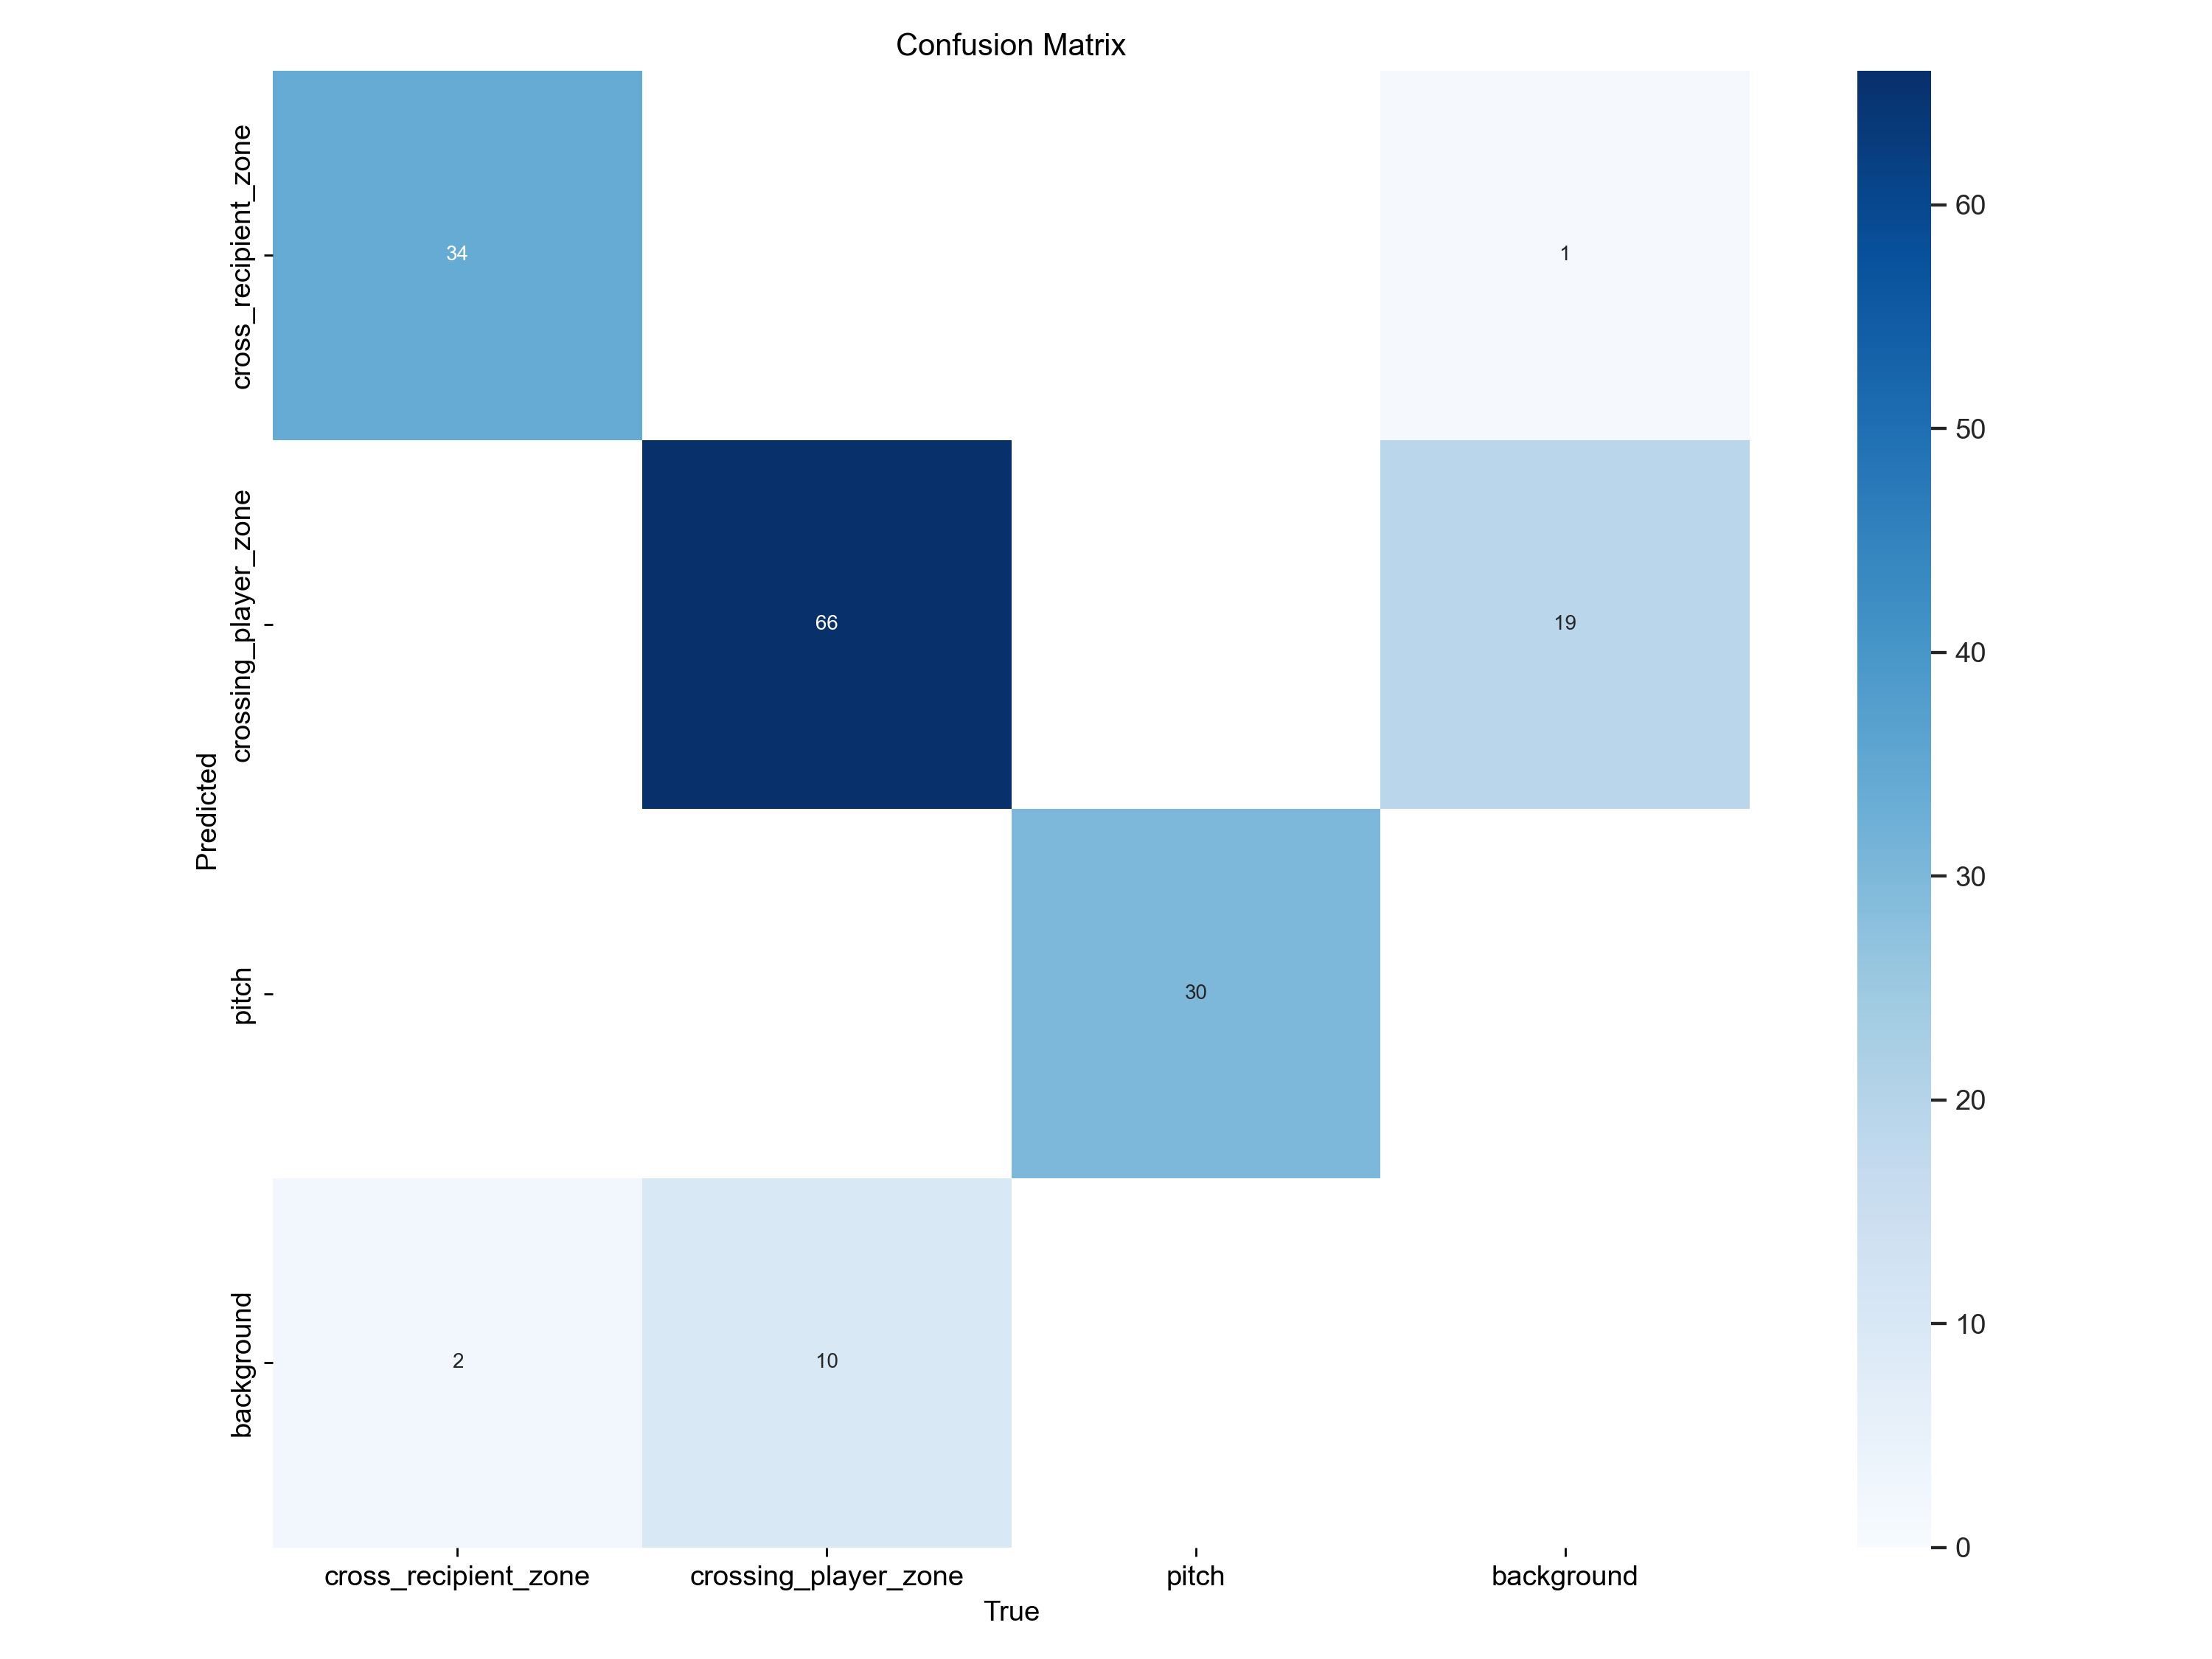 Confusion Matrix
cross_recipient_zone
crossing_player_zone
pitch
background
Predicted
34
1
66
19
30
2
10
cross_recipient_zone
crossing_player_zone
pitch
background
True
60
50
40
30
20
10
0